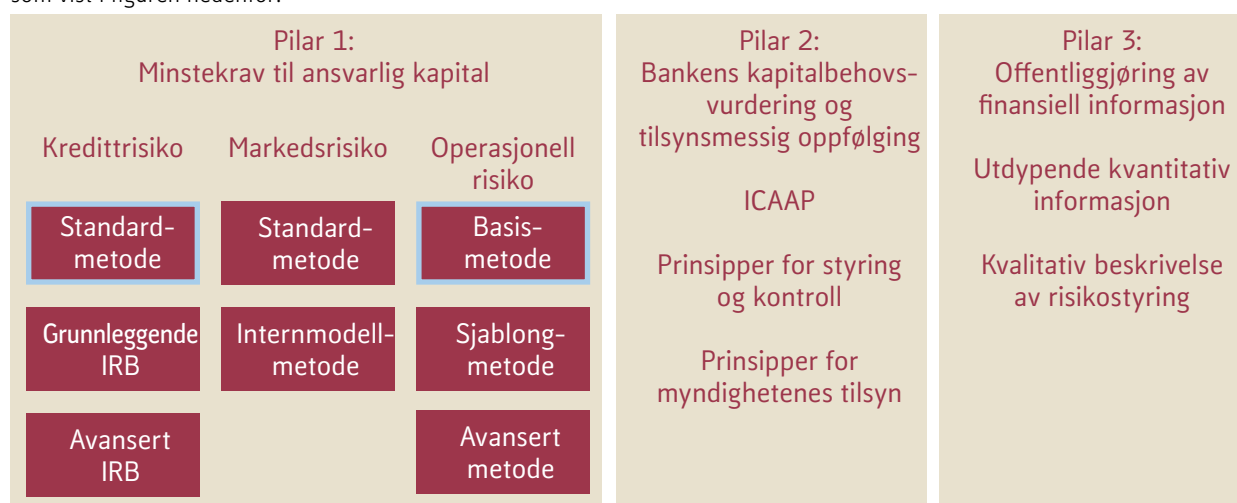 som vist i figuren nedenfor.
Pilar 1:
Minstekrav til ansvarlig kapital
Kredittrisiko
Markedsrisiko
Operasjonell
risiko
Standard-
metode
Standard-
metode
Basis-
metode
Grunnleggende
IRB
Internmodell-
metode
Sjablong-
metode
Avansert
IRB
Avansert
metode
Pilar 2:
Bankens kapitalbehovs-
vurdering og
tilsynsmessig oppfølging
ICAAP
Prinsipper for styring
og kontroll
Prinsipper for
myndighetenes tilsyn
Pilar 3:
Offentliggjøring av
finansiell informasjon
Utdypende kvantitativ
informasjon
Kvalitativ beskrivelse
av risikostyring